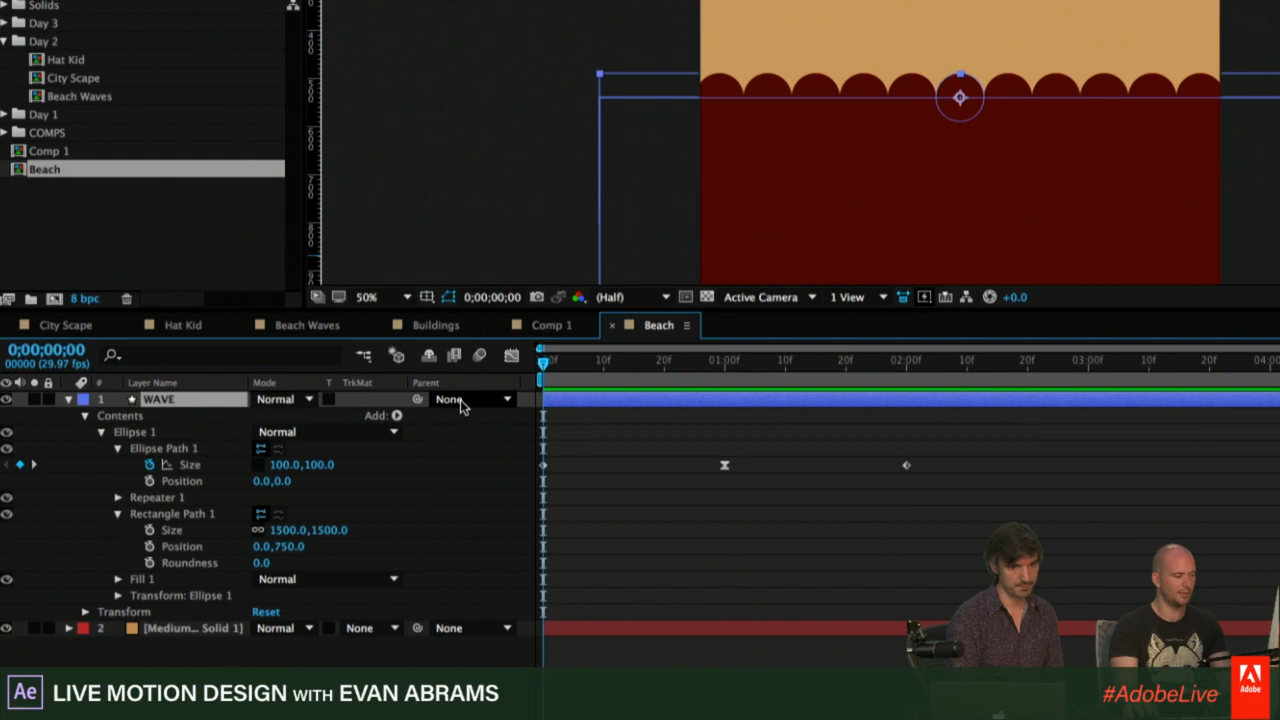 Solids
Day 3
Day 2
Hat Kid
City Scape
Beach Waves
Day 1
COMPS
Comp 1
Beach
8 bpc
50%
0;00;00;00
(Half)
Active Camera
1 View
+0.0
City Scape
Hat Kid
Beach Waves
Buildings
Comp 1
× Beach
0;00;00;00
00000 (29.97 fps)
10f 20f 01:00f 10f 20f 02:00f 10f 20f 03:00f 10f 20f
# Layer Name Mode T TrkMat Parent
1 WAVE Normal None
Contents Add:
Ellipse 1 Normal
Ellipse Path 1
Size 100.0,100.0
Position 0.0,0.0
Repeater 1
Rectangle Path 1
Size 1500.0,1500.0
Position 0.0,750.0
Roundness 0.0
Fill 1 Normal
Transform: Ellipse 1
Transform Reset
2 [Medium... Solid 1] Normal None None
Ae LIVE MOTION DESIGN WITH EVAN ABRAMS
#AdobeLive
Adobe